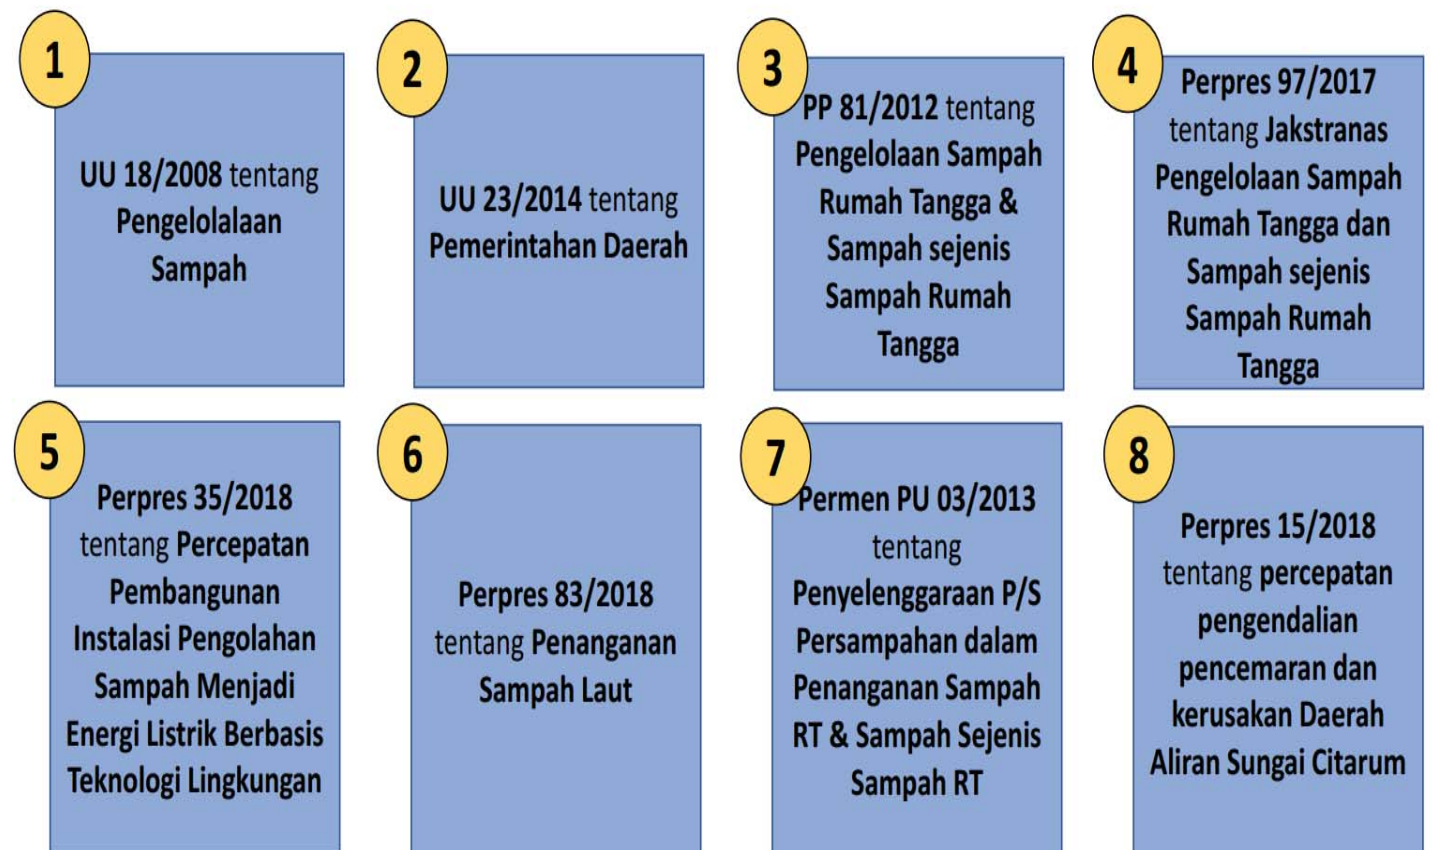 1
UU 18/2008 tentang
Pengelolalaan
Sampah
2
UU 23/2014 tentang
Pemerintahan Daerah
3
PP 81/2012 tentang
Pengelolaan Sampah
Rumah Tangga &
Sampah sejenis
Sampah Rumah
Tangga
4
Perpres 97/2017
tentang Jakstranas
Pengelolaan Sampah
Rumah Tangga dan
Sampah sejenis
Sampah Rumah
Tangga
5
Perpres 35/2018
tentang Percepatan
Pembangunan
Instalasi Pengolahan
Sampah Menjadi
Energi Listrik Berbasis
Teknologi Lingkungan
6
Perpres 83/2018
tentang Penanganan
Sampah Laut
7
Permen PU 03/2013
tentang
Penyelenggaraan P/S
Persampahan dalam
Penanganan Sampah
RT & Sampah Sejenis
Sampah RT
8
Perpres 15/2018
tentang percepatan
pengendalian
pencemaran dan
kerusakan Daerah
Aliran Sungai Citarum